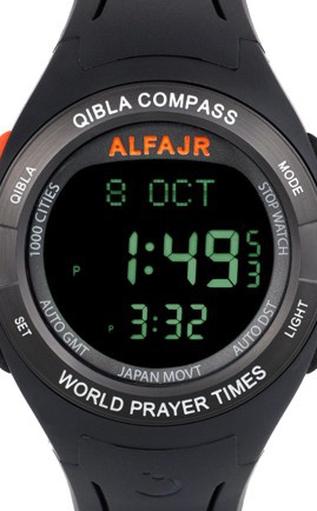 QIBLA COMPASS
ALFAJR
QIBLA
MODE
1000 CITIES
STOP WATCH
8 OCT
P 1:49 53
P 3:32
SET
LIGHT
AUTO GMT
AUTO DST
JAPAN MOVT
WORLD PRAYER TIMES